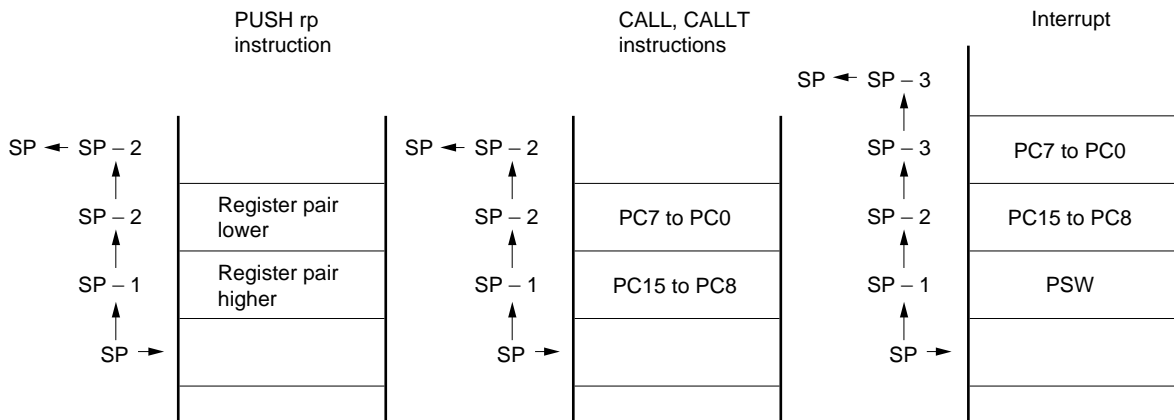 PUSH rp
instruction
SP
SP – 2
SP – 2
Register pair
lower
SP – 1
Register pair
higher
SP
CALL, CALLT
instructions
SP
SP – 2
SP – 2
PC7 to PC0
SP – 1
PC15 to PC8
SP
Interrupt
SP
SP – 3
SP – 3
PC7 to PC0
SP – 2
PC15 to PC8
SP – 1
PSW
SP